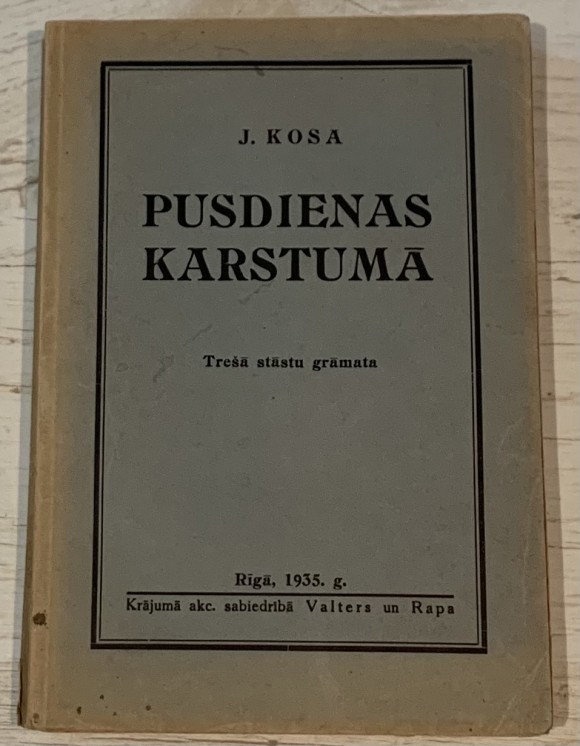 J. KOSA
PUSDIENAS
KARSTUMĀ
Trešā stāstu grāmata
Rīgā, 1935. g.
Krājumā akc. sabiedrībā Valters un Rapa